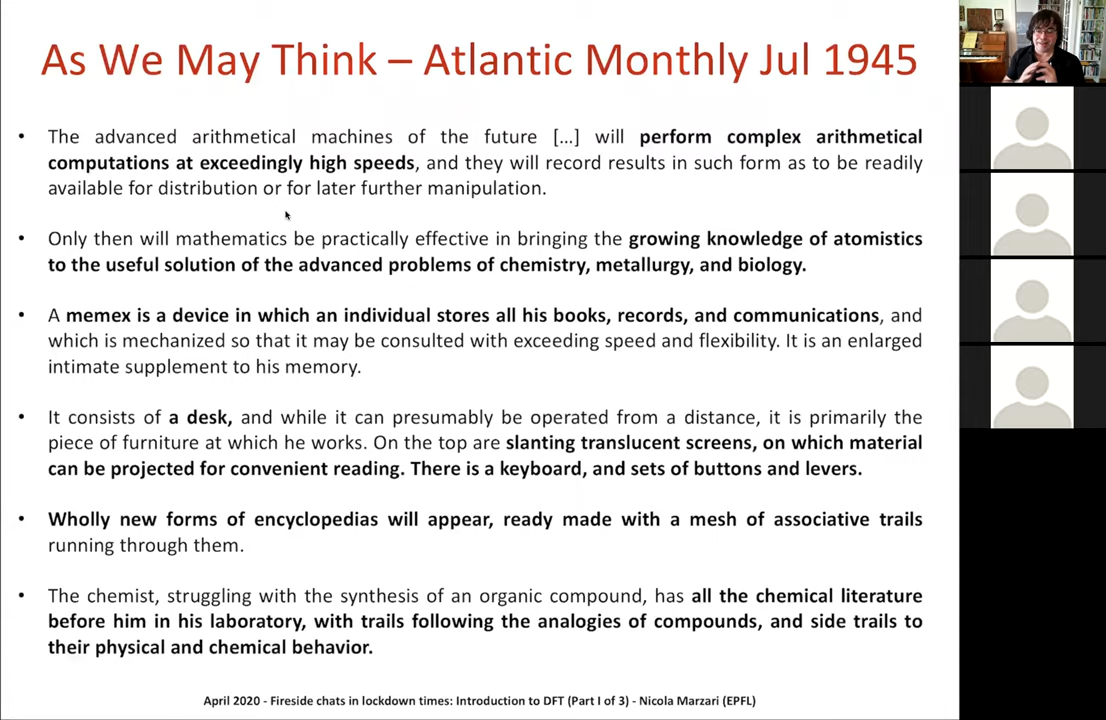 As We May Think – Atlantic Monthly Jul 1945
• The advanced arithmetical machines of the future [...] will perform complex arithmetical
computations at exceedingly high speeds, and they will record results in such form as to be readily
available for distribution or for later further manipulation.
• Only then will mathematics be practically effective in bringing the growing knowledge of atomistics
to the useful solution of the advanced problems of chemistry, metallurgy, and biology.
• A memex is a device in which an individual stores all his books, records, and communications, and
which is mechanized so that it may be consulted with exceeding speed and flexibility. It is an enlarged
intimate supplement to his memory.
• It consists of a desk, and while it can presumably be operated from a distance, it is primarily the
piece of furniture at which he works. On the top are slanting translucent screens, on which material
can be projected for convenient reading. There is a keyboard, and sets of buttons and levers.
• Wholly new forms of encyclopedias will appear, ready made with a mesh of associative trails
running through them.
• The chemist, struggling with the synthesis of an organic compound, has all the chemical literature
before him in his laboratory, with trails following the analogies of compounds, and side trails to
their physical and chemical behavior.
April 2020 - Fireside chats in lockdown times: Introduction to DFT (Part I of 3) - Nicola Marzari (EPFL)